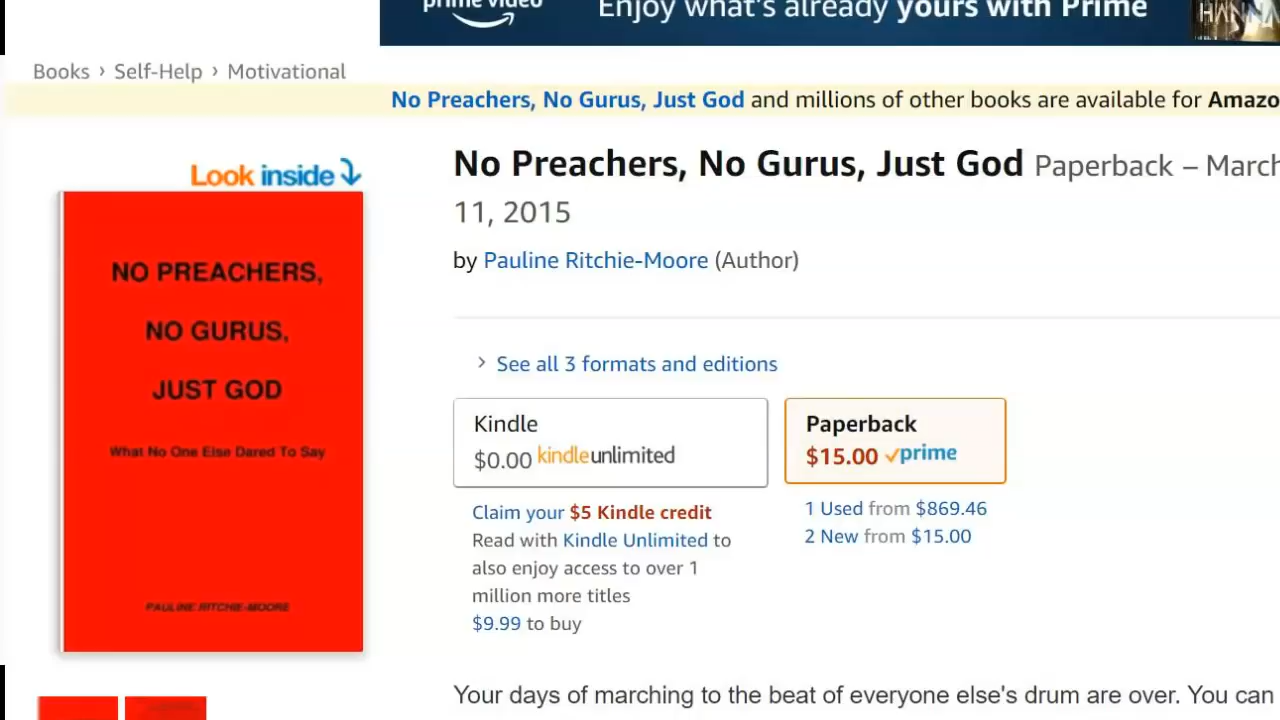 prime video
Enjoy what's already yours with Prime
HANNA
Books › Self-Help › Motivational
No Preachers, No Gurus, Just God and millions of other books are available for Amazo
Look inside
No Preachers, No Gurus, Just God Paperback – March
11, 2015
by Pauline Ritchie-Moore (Author)
NO PREACHERS,
NO GURUS,
JUST GOD
What No One Else Dared To Say
PAULINE RITCHIE-MOORE
› See all 3 formats and editions
Kindle
$0.00 kindleunlimited
Claim your $5 Kindle credit
Read with Kindle Unlimited to
also enjoy access to over 1
million more titles
$9.99 to buy
Paperback
$15.00 prime
1 Used from $869.46
2 New from $15.00
Your days of marching to the beat of everyone else's drum are over. You can